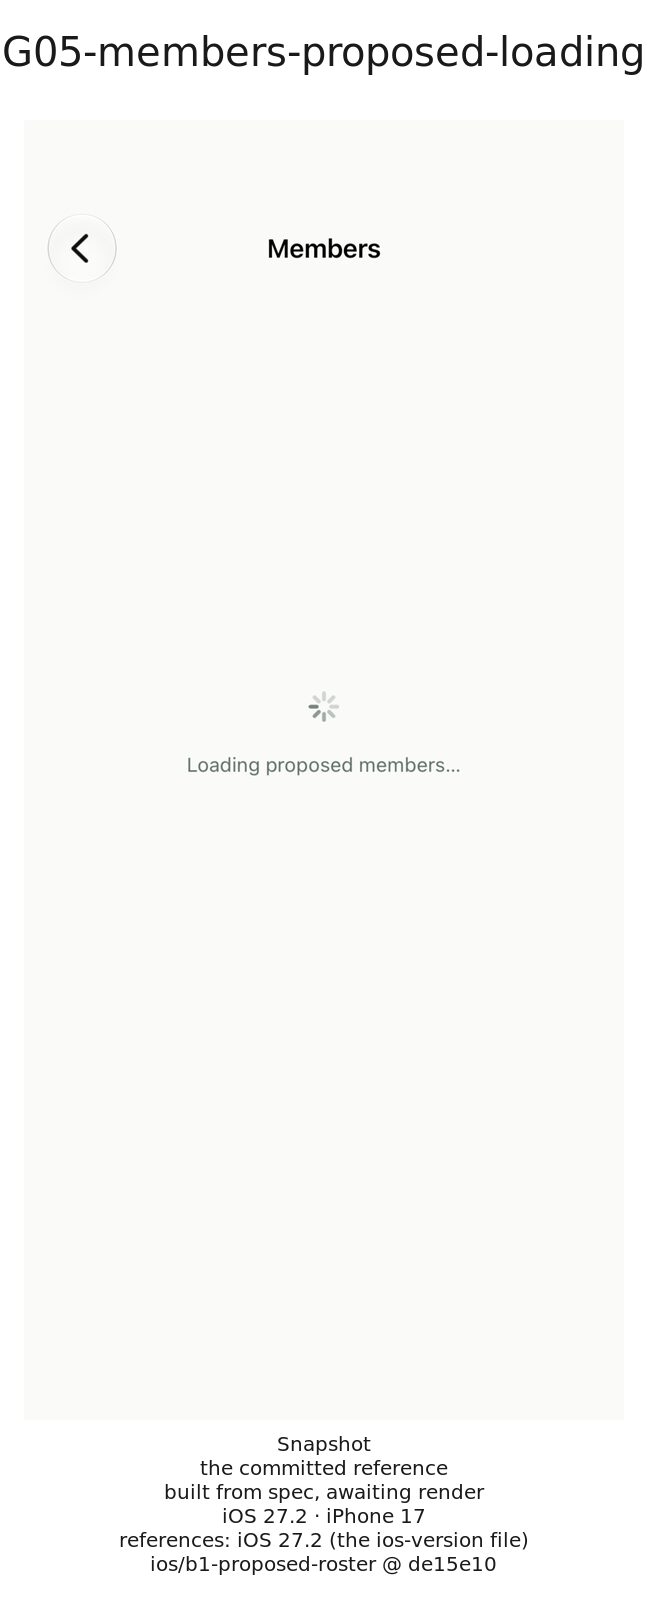 G05-members-proposed-loading
Members
Loading proposed members...
Snapshot
the committed reference
built from spec, awaiting render
iOS 27.2 · iPhone 17
references: iOS 27.2 (the ios-version file)
ios/b1-proposed-roster @ de15e10